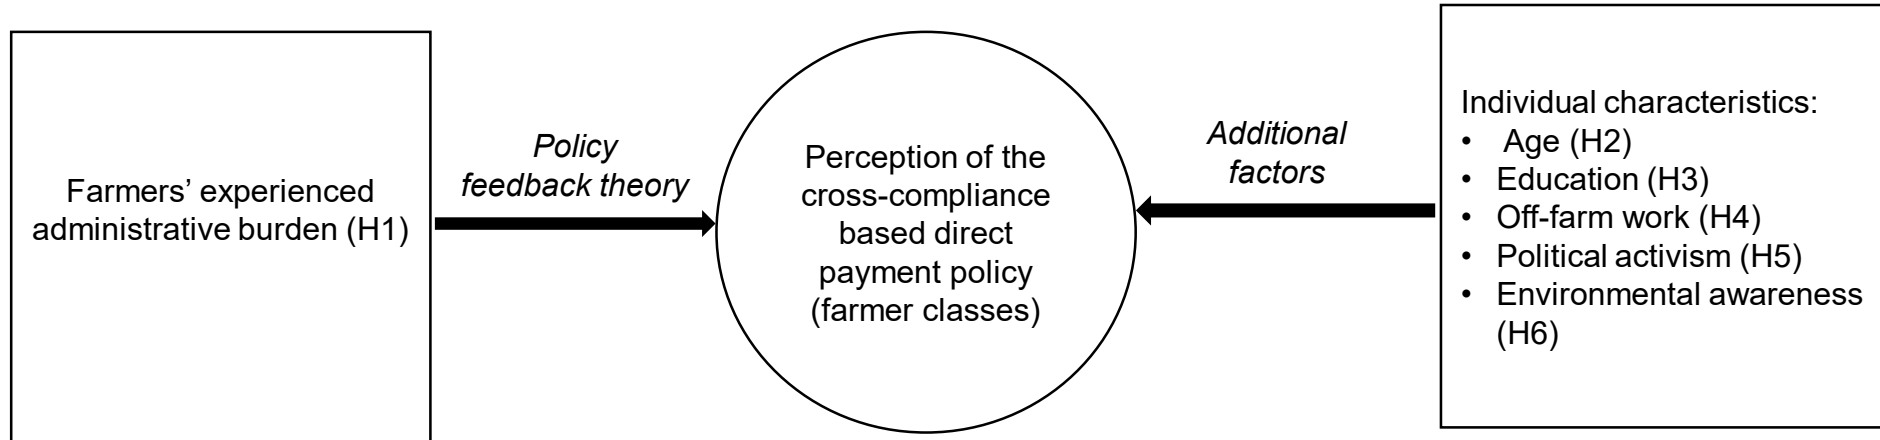 Farmers’ experienced
administrative burden (H1)
Policy
feedback theory
Perception of the
cross-compliance
based direct
payment policy
(farmer classes)
Additional
factors
Individual characteristics:
• Age (H2)
• Education (H3)
• Off-farm work (H4)
• Political activism (H5)
• Environmental awareness
(H6)